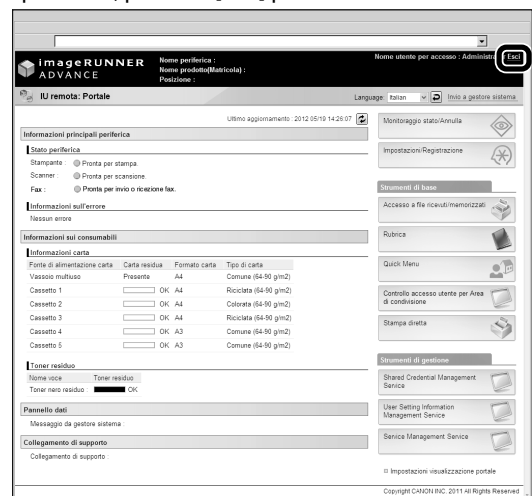 imageRUNNER
ADVANCE
Nome periferica :
Nome prodotto(Matricola) :
Posizione :
Nome utente per accesso : Administra
Esci
IU remota: Portale
Language: Italian
Invio a gestore sistema
Ultimo aggiornamento : 2012 05/19 14:26:07
Informazioni principali periferica
Stato periferica
Stampante : Pronta per stampa.
Scanner : Pronta per scansione.
Fax : Pronta per invio o ricezione fax.
Informazioni sull'errore
Nessun errore
Informazioni sui consumabili
Informazioni carta
Fonte di alimentazione carta Carta residua Formato carta Tipo di carta
Vassoio multiuso Presente A4 Comune (64-90 g/m2)
Cassetto 1 OK A4 Riciclata (64-90 g/m2)
Cassetto 2 OK A4 Colorata (64-90 g/m2)
Cassetto 3 OK A4 Riciclata (64-90 g/m2)
Cassetto 4 OK A3 Comune (64-90 g/m2)
Cassetto 5 OK A3 Comune (64-90 g/m2)
Toner residuo
Nome voce Toner residuo
Toner nero residuo : OK
Pannello dati
Messaggio da gestore sistema :
Collegamento di supporto
Collegamento di supporto :
Monitoraggio stato/Annulla
Impostazioni/Registrazione
Strumenti di base
Accesso a file ricevuti/memorizzati
Rubrica
Quick Menu
Controllo accesso utente per Area
di condivisione
Stampa diretta
Strumenti di gestione
Shared Credential Management
Service
User Setting Information
Management Service
Service Management Service
Impostazioni visualizzazione portale
Copyright CANON INC. 2011 All Rights Reserved